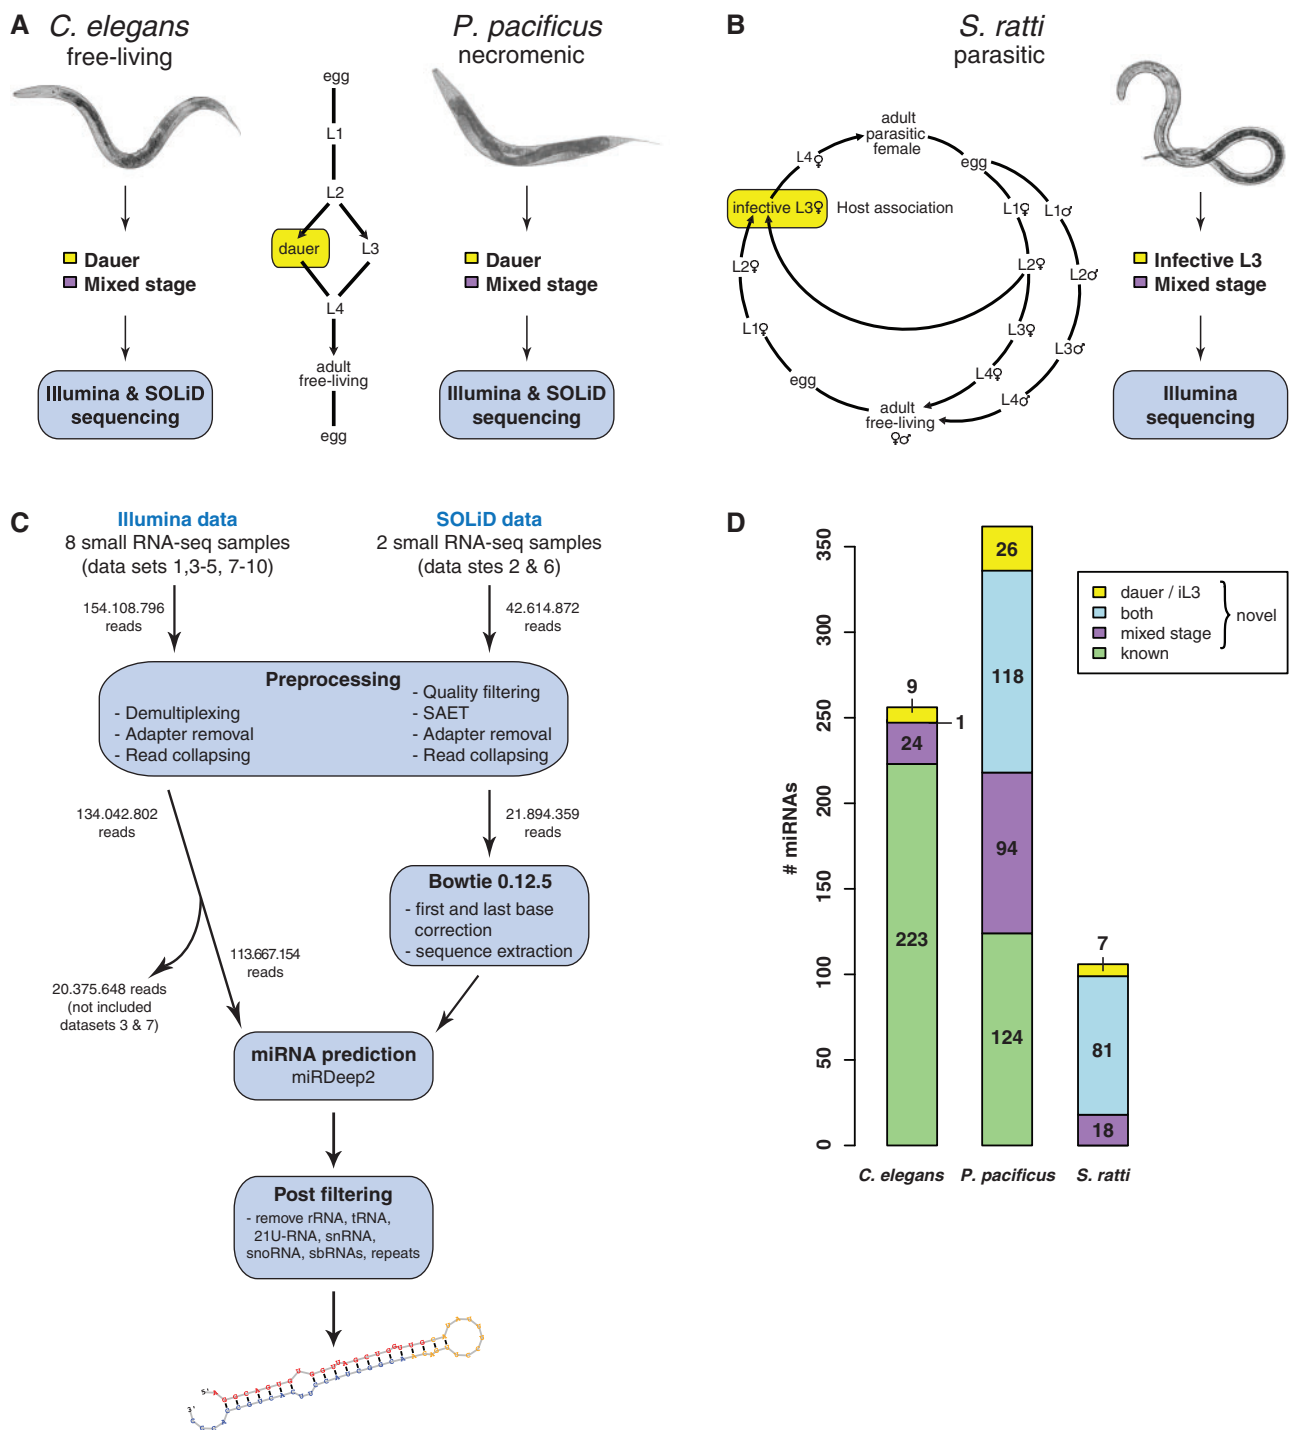 A
C. elegans
free-living
P. pacificus
necromenic
egg
L1
L2
dauer
L3
L4
adult
free-living
egg
Dauer
Mixed stage
Illumina & SOLiD
sequencing
Dauer
Mixed stage
Illumina & SOLiD
sequencing
B
S. ratti
parasitic
adult
parasitic
female
egg
L4♀
infective L3♀
Host association
L1♀
L1♂
L2♀
L2♀
L2♂
L1♀
L3♀
L3♂
egg
L4♀
L4♂
adult
free-living
♀♂
Infective L3
Mixed stage
Illumina
sequencing
C
Illumina data
8 small RNA-seq samples
(data sets 1,3-5, 7-10)
SOLiD data
2 small RNA-seq samples
(data stes 2 & 6)
154.108.796
reads
42.614.872
reads
Preprocessing
- Demultiplexing
- Adapter removal
- Read collapsing
- Quality filtering
- SAET
- Adapter removal
- Read collapsing
134.042.802
reads
21.894.359
reads
Bowtie 0.12.5
- first and last base
correction
- sequence extraction
113.667.154
reads
20.375.648 reads
(not included
datasets 3 & 7)
miRNA prediction
miRDeep2
Post filtering
- remove rRNA, tRNA,
21U-RNA, snRNA,
snoRNA, sbRNAs, repeats
5'
3'
D
# miRNAs
350
300
250
200
150
100
50
0
9
1
24
223
26
118
94
124
7
81
18
C. elegans
P. pacificus
S. ratti
dauer / iL3
both
mixed stage
known
novel